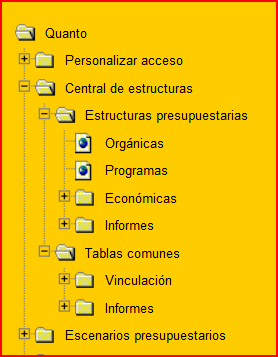 Quanto
Personalizar acceso
Central de estructuras
Estructuras presupuestarias
Orgánicas
Programas
Económicas
Informes
Tablas comunes
Vinculación
Informes
Escenarios presupuestarios